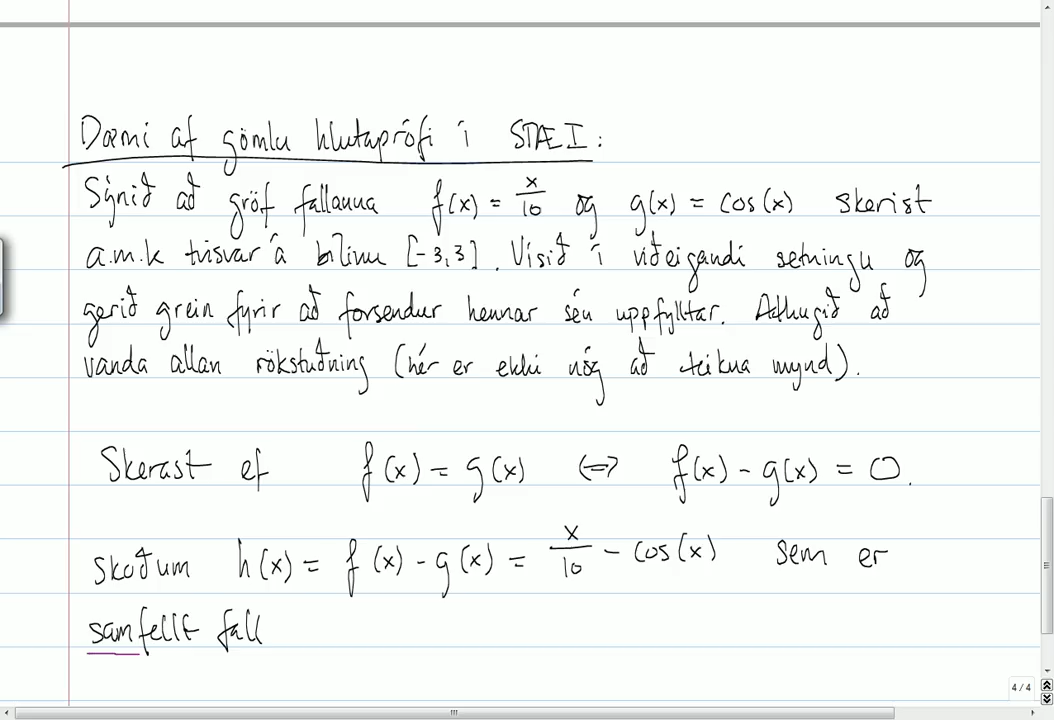 Dæmi af gömlu hlutaprófi í STÆ I:
Sýnið að gröf fallanna f(x) = x/10 og g(x) = cos(x) skerist
a.m.k tvisvar á bilinu [-3,3]. Vísið í viðeigandi setningu og
gerið grein fyrir að forsendur hennar séu uppfylltar. Athugið að
vanda allan rökstuðning (hér er ekki nóg að teikna mynd).
Skerast ef f(x) = g(x) <=> f(x) - g(x) = 0.
Skoðum h(x) = f(x) - g(x) = x/10 - cos(x) sem er
samfellt fall
4 / 4